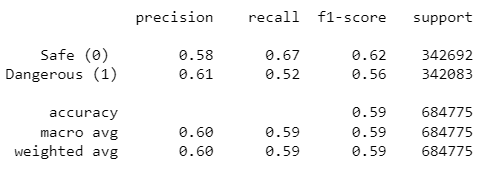 precision recall f1-score support
Safe (0) 0.58 0.67 0.62 342692
Dangerous (1) 0.61 0.52 0.56 342083
accuracy 0.59 684775
macro avg 0.60 0.59 0.59 684775
weighted avg 0.60 0.59 0.59 684775